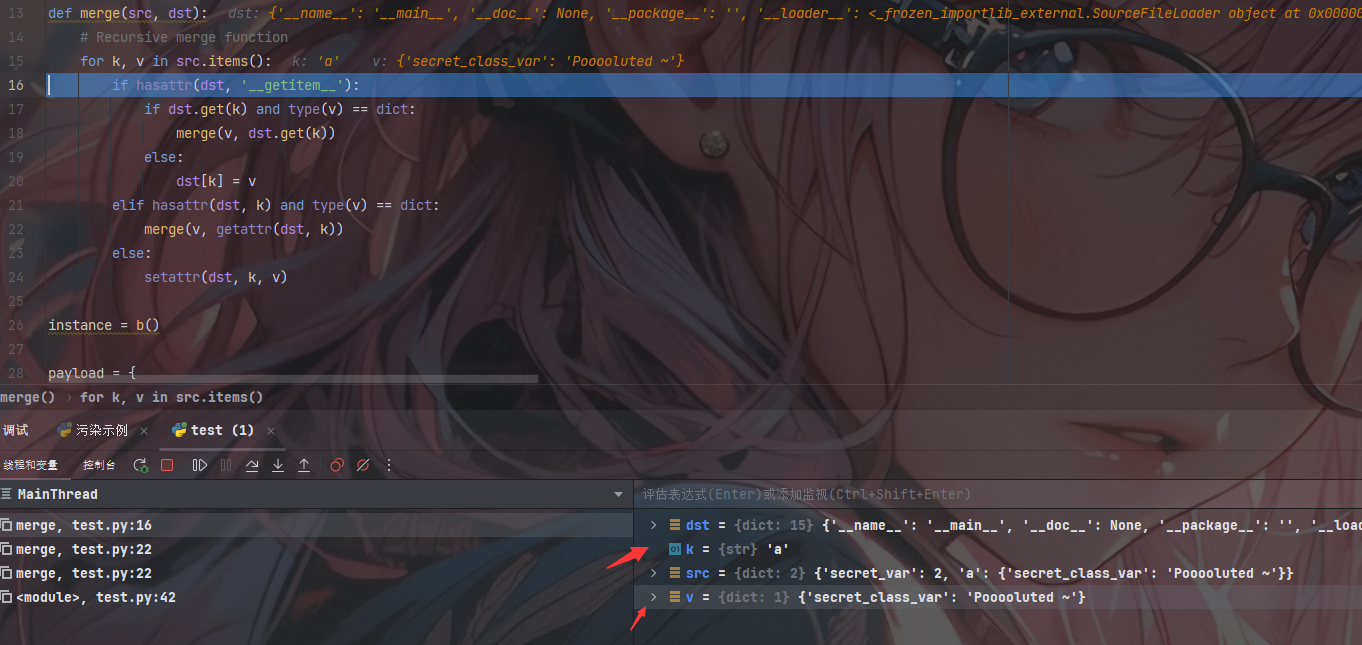 13 def merge(src, dst): dst: {'__name__': '__main__', '__doc__': None, '__package__': '', '__loader__': <_frozen_importlib_external.SourceFileLoader object at 0x00000
14 # Recursive merge function
15 for k, v in src.items(): k: 'a' v: {'secret_class_var': 'Pooooluted ~'}
16 if hasattr(dst, '__getitem__'):
17 if dst.get(k) and type(v) == dict:
18 merge(v, dst.get(k))
19 else:
20 dst[k] = v
21 elif hasattr(dst, k) and type(v) == dict:
22 merge(v, getattr(dst, k))
23 else:
24 setattr(dst, k, v)
25
26 instance = b()
27
28 payload = {
merge() › for k, v in src.items()
调试 污染示例 × test (1) ×
线程和变量 控制台
MainThread
评估表达式(Enter)或添加监视(Ctrl+Shift+Enter)
merge, test.py:16
merge, test.py:22
merge, test.py:22
<module>, test.py:42
dst = {dict: 15} {'__name__': '__main__', '__doc__': None, '__package__': '', '__loa
k = {str} 'a'
src = {dict: 2} {'secret_var': 2, 'a': {'secret_class_var': 'Pooooluted ~'}}
v = {dict: 1} {'secret_class_var': 'Pooooluted ~'}